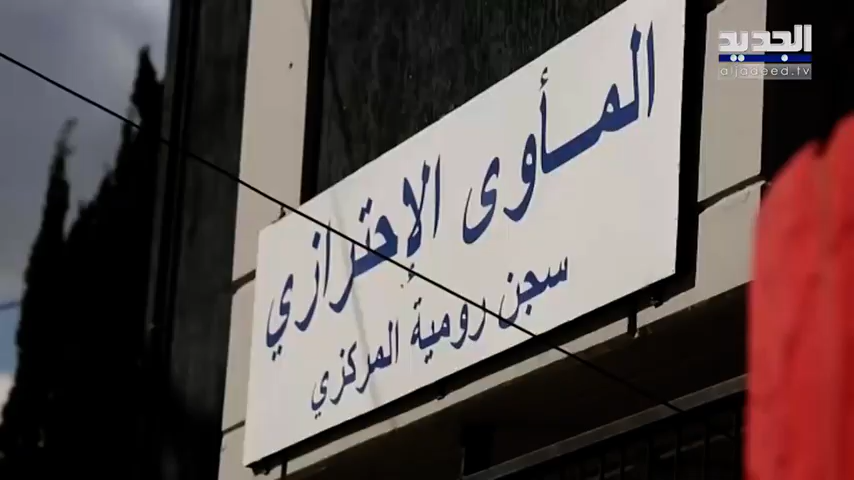 الجديد
aljadeed.tv
المأوى الإحترازي
سجن رومية المركزي